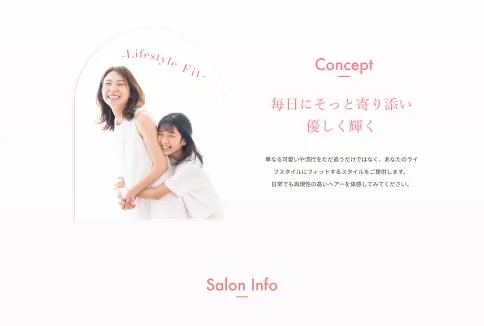 -Lifestyle Fit-
Concept
毎日にそっと寄り添い
優しく輝く
単なる可愛いや流行をただ追うだけではなく、あなたのライ
フスタイルにフィットするスタイルをご提供します。
日常でも再現性の高いヘアーを体感してみてください。
Salon Info